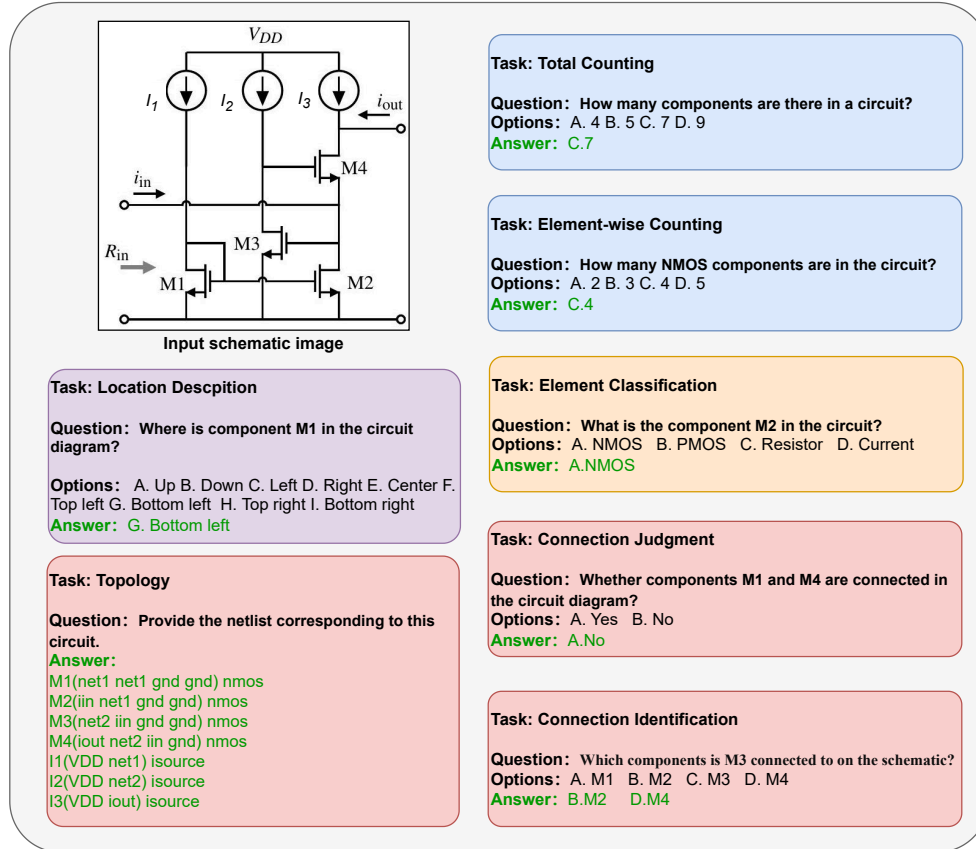 V_DD
I_1
I_2
I_3
i_out
M4
i_in
M3
R_in
M1
M2
Input schematic image
Task: Location Descpition
Question: Where is component M1 in the circuit
diagram?
Options: A. Up B. Down C. Left D. Right E. Center F.
Top left G. Bottom left H. Top right I. Bottom right
Answer: G. Bottom left
Task: Topology
Question: Provide the netlist corresponding to this
circuit.
Answer:
M1(net1 net1 gnd gnd) nmos
M2(iin net1 gnd gnd) nmos
M3(net2 iin gnd gnd) nmos
M4(iout net2 iin gnd) nmos
I1(VDD net1) isource
I2(VDD net2) isource
I3(VDD iout) isource
Task: Total Counting
Question: How many components are there in a circuit?
Options: A. 4 B. 5 C. 7 D. 9
Answer: C.7
Task: Element-wise Counting
Question: How many NMOS components are in the circuit?
Options: A. 2 B. 3 C. 4 D. 5
Answer: C.4
Task: Element Classification
Question: What is the component M2 in the circuit?
Options: A. NMOS B. PMOS C. Resistor D. Current
Answer: A.NMOS
Task: Connection Judgment
Question: Whether components M1 and M4 are connected in
the circuit diagram?
Options: A. Yes B. No
Answer: A.No
Task: Connection Identification
Question: Which components is M3 connected to on the schematic?
Options: A. M1 B. M2 C. M3 D. M4
Answer: B.M2 D.M4